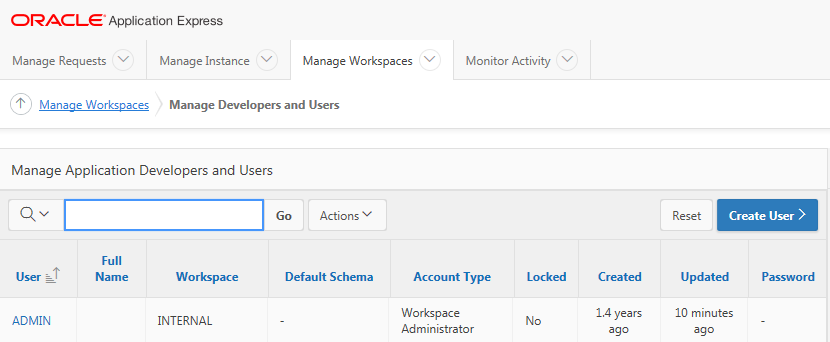 ORACLE Application Express
Manage Requests Manage Instance Manage Workspaces Monitor Activity
Manage Workspaces Manage Developers and Users
Manage Application Developers and Users
Go Actions Reset Create User
User Full Name Workspace Default Schema Account Type Locked Created Updated Password
ADMIN INTERNAL - Workspace Administrator No 1.4 years ago 10 minutes ago -